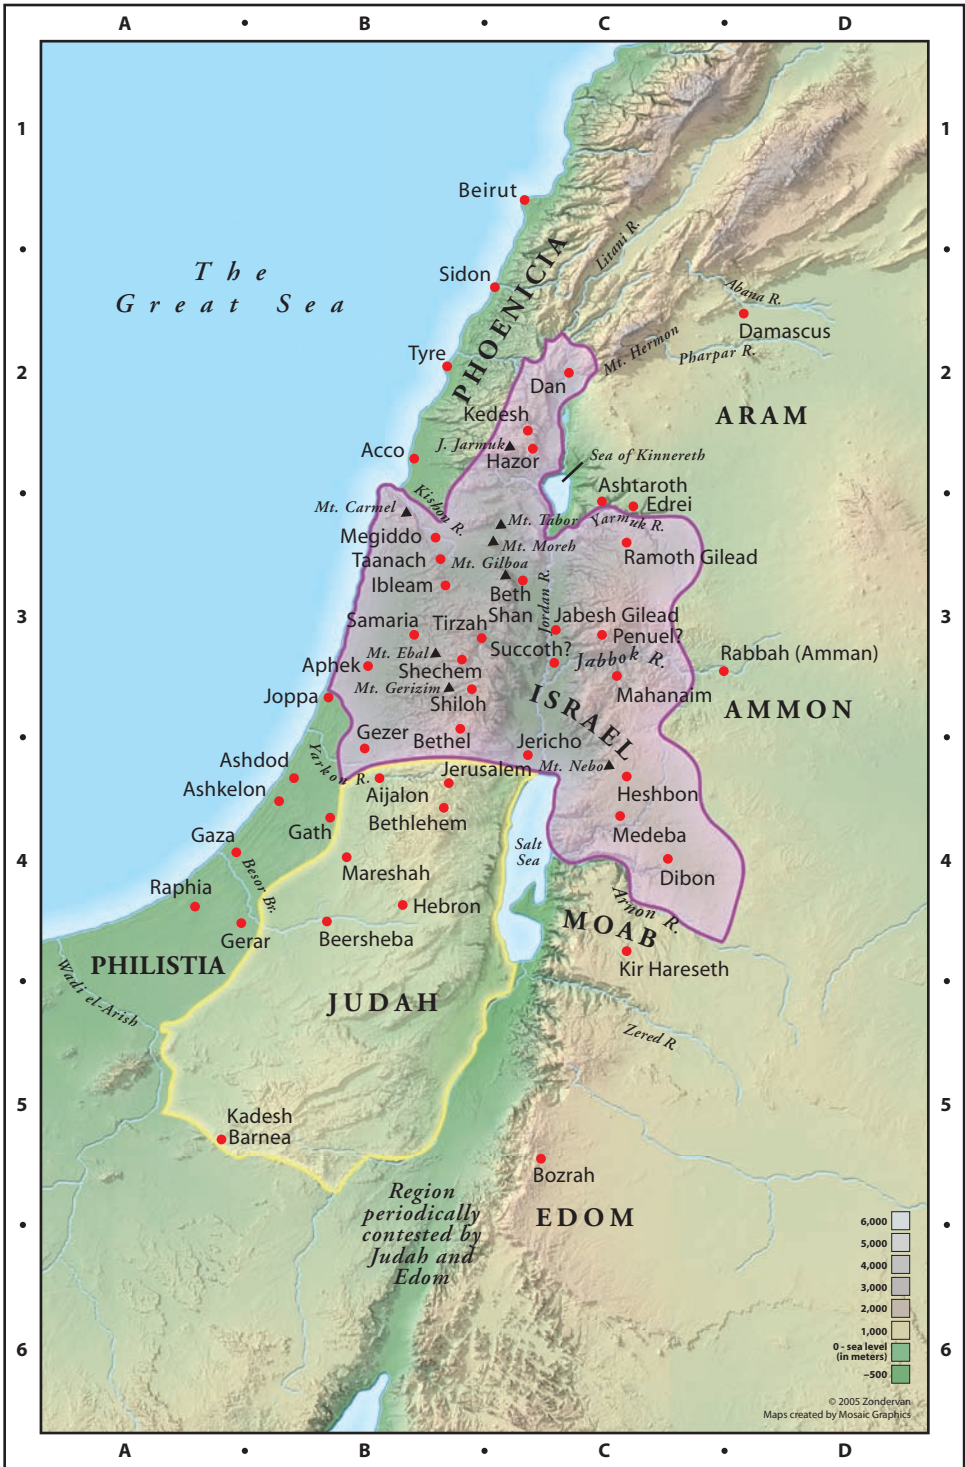 A • B • C • D
1
1
Beirut
•
•
Litani R.
PHOENICIA
The
Great Sea
Sidon
Abana R.
Damascus
Tyre
Mt. Hermon
Pharpar R.
2
2
Dan
ARAM
Kedesh
J. Jarmuk
Hazor
Acco
Sea of Kinnereth
•
•
Ashtaroth
Edrei
Kishon R.
Mt. Carmel
Mt. Tabor
Yarmuk R.
Megiddo
Mt. Moreh
Ramoth Gilead
Taanach
Mt. Gilboa
Ibleam
Beth
Shan
Jordan R.
3
3
Samaria
Tirzah
Jabesh Gilead
Penuel?
Mt. Ebal
Succoth?
Jabbok R.
Rabbah (Amman)
Aphek
Shechem
Mt. Gerizim
Mahanaim
Joppa
Shiloh
ISRAEL
AMMON
•
•
Gezer
Bethel
Jericho
Ashdod
Yarkon R.
Jerusalem
Mt. Nebo
Ashkelon
Aijalon
Heshbon
Gath
Bethlehem
Gaza
Medeba
Salt
Sea
4
4
Besor Br.
Mareshah
Dibon
Raphia
Hebron
Arnon R.
Gerar
Beersheba
MOAB
PHILISTIA
Kir Hareseth
•
•
Wadi el-Arish
JUDAH
Zered R
5
5
Kadesh
Barnea
Bozrah
Region
periodically
contested by
Judah and
Edom
EDOM
•
•
6,000
5,000
4,000
3,000
2,000
1,000
0 - sea level
(in meters)
–500
6
6
© 2005 Zondervan
Maps created by Mosaic Graphics
A • B • C • D